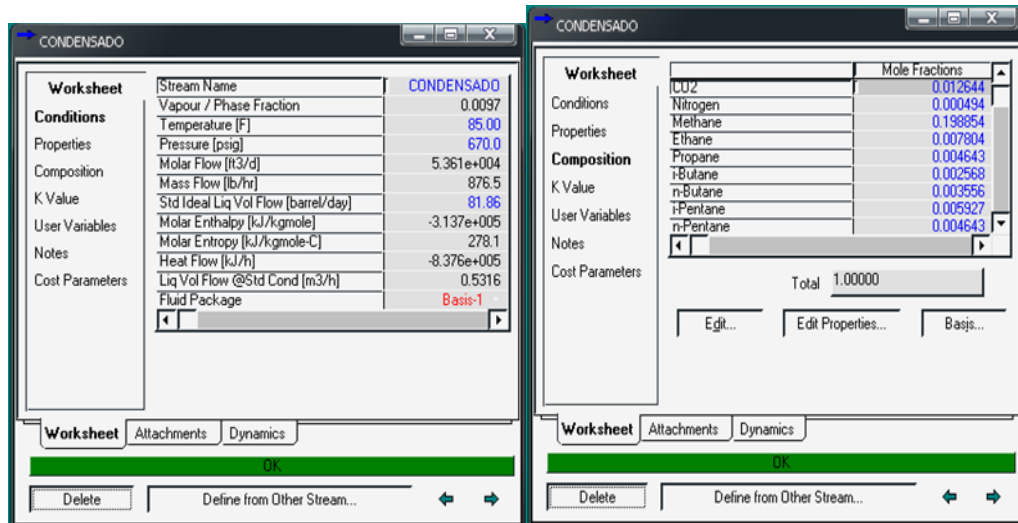 CONDENSADO
Worksheet
Conditions
Properties
Composition
K Value
User Variables
Notes
Cost Parameters
Stream Name CONDENSADO
Vapour / Phase Fraction 0.0097
Temperature [F] 85.00
Pressure [psig] 670.0
Molar Flow [ft3/d] 5.361e+004
Mass Flow [lb/hr] 876.5
Std Ideal Liq Vol Flow [barrel/day] 81.86
Molar Enthalpy [kJ/kgmole] -3.137e+005
Molar Entropy [kJ/kgmole-C] 278.1
Heat Flow [kJ/h] -8.376e+005
Liq Vol Flow @Std Cond [m3/h] 0.5316
Fluid Package Basis-1
Worksheet Attachments Dynamics
OK
Delete Define from Other Stream...
CONDENSADO
Worksheet
Conditions
Properties
Composition
K Value
User Variables
Notes
Cost Parameters
Mole Fractions
CO2 0.012644
Nitrogen 0.000494
Methane 0.198854
Ethane 0.007804
Propane 0.004643
i-Butane 0.002568
n-Butane 0.003556
i-Pentane 0.005927
n-Pentane 0.004643
Total 1.00000
Edit... Edit Properties... Basis...
Worksheet Attachments Dynamics
OK
Delete Define from Other Stream...